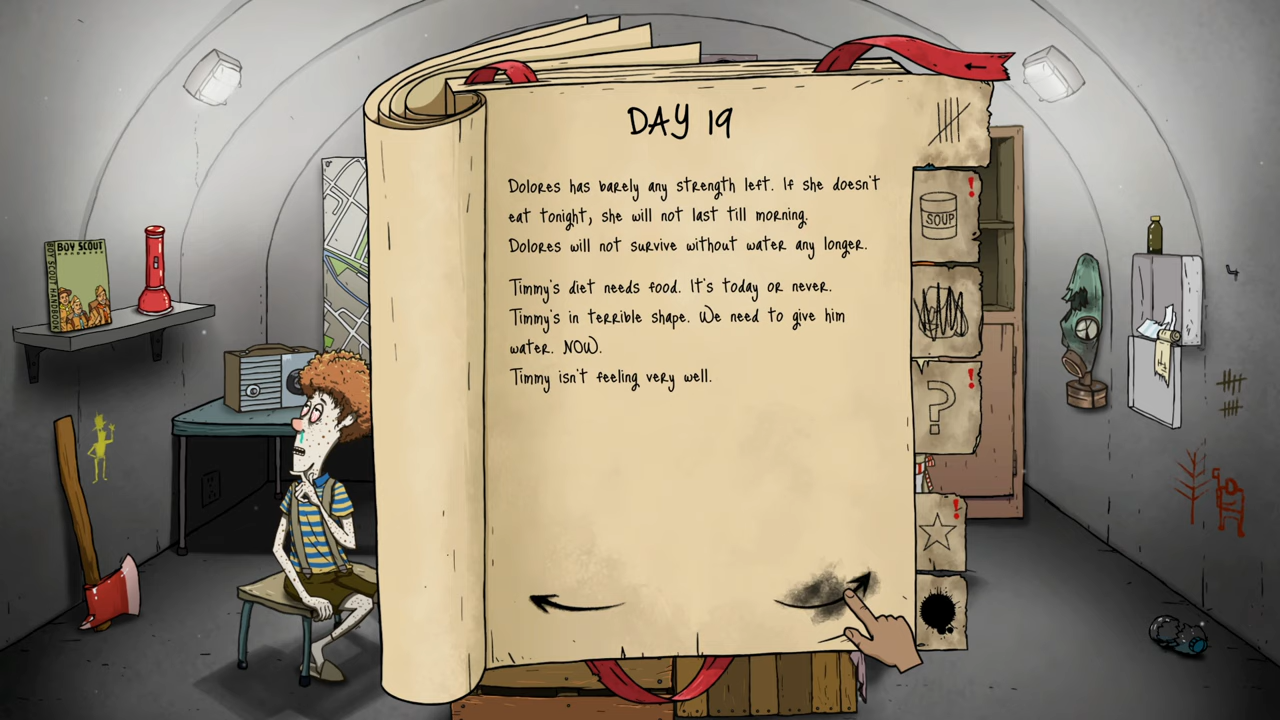 DAY 19
Dolores has barely any strength left. If she doesn't
eat tonight, she will not last till morning.
Dolores will not survive without water any longer.
Timmy's diet needs food. It's today or never.
Timmy's in terrible shape. We need to give him
water. NOW.
Timmy isn't feeling very well.
SOUP
!
?
!
!
BOY SCOUT
BOY SCOUT HANDBOOK